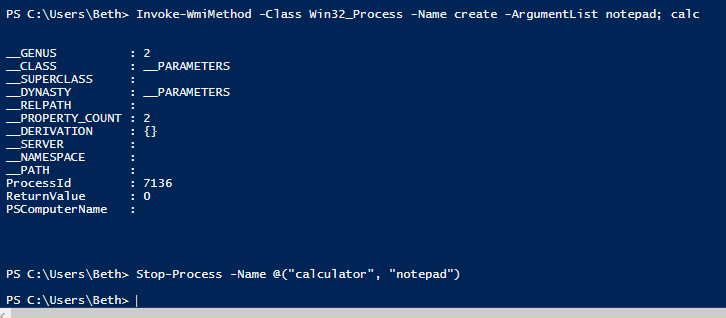 PS C:\Users\Beth> Invoke-WmiMethod -Class Win32_Process -Name create -ArgumentList notepad; calc
__GENUS          : 2
__CLASS          : __PARAMETERS
__SUPERCLASS     :
__DYNASTY        : __PARAMETERS
__RELPATH        :
__PROPERTY_COUNT : 2
__DERIVATION     : {}
__SERVER         :
__NAMESPACE      :
__PATH           :
ProcessId        : 7136
ReturnValue      : 0
PSComputerName   :
PS C:\Users\Beth> Stop-Process -Name @("calculator", "notepad")
PS C:\Users\Beth>